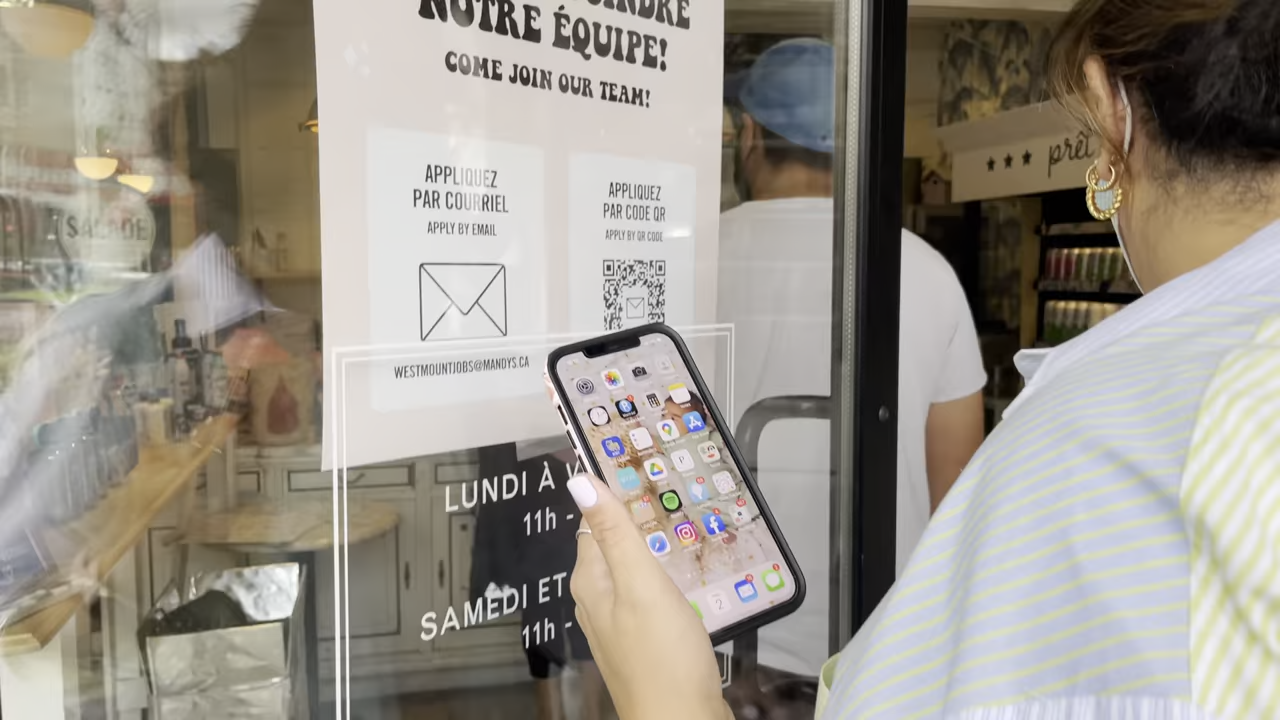 NOTRE ÉQUIPE!
COME JOIN OUR TEAM!
APPLIQUEZ
PAR COURRIEL
APPLY BY EMAIL
WESTMOUNTJOBS@MANDYS.CA
APPLIQUEZ
PAR CODE QR
APPLY BY QR CODE
LUNDI À
11h -
SAMEDI ET
11h -
prêt
2